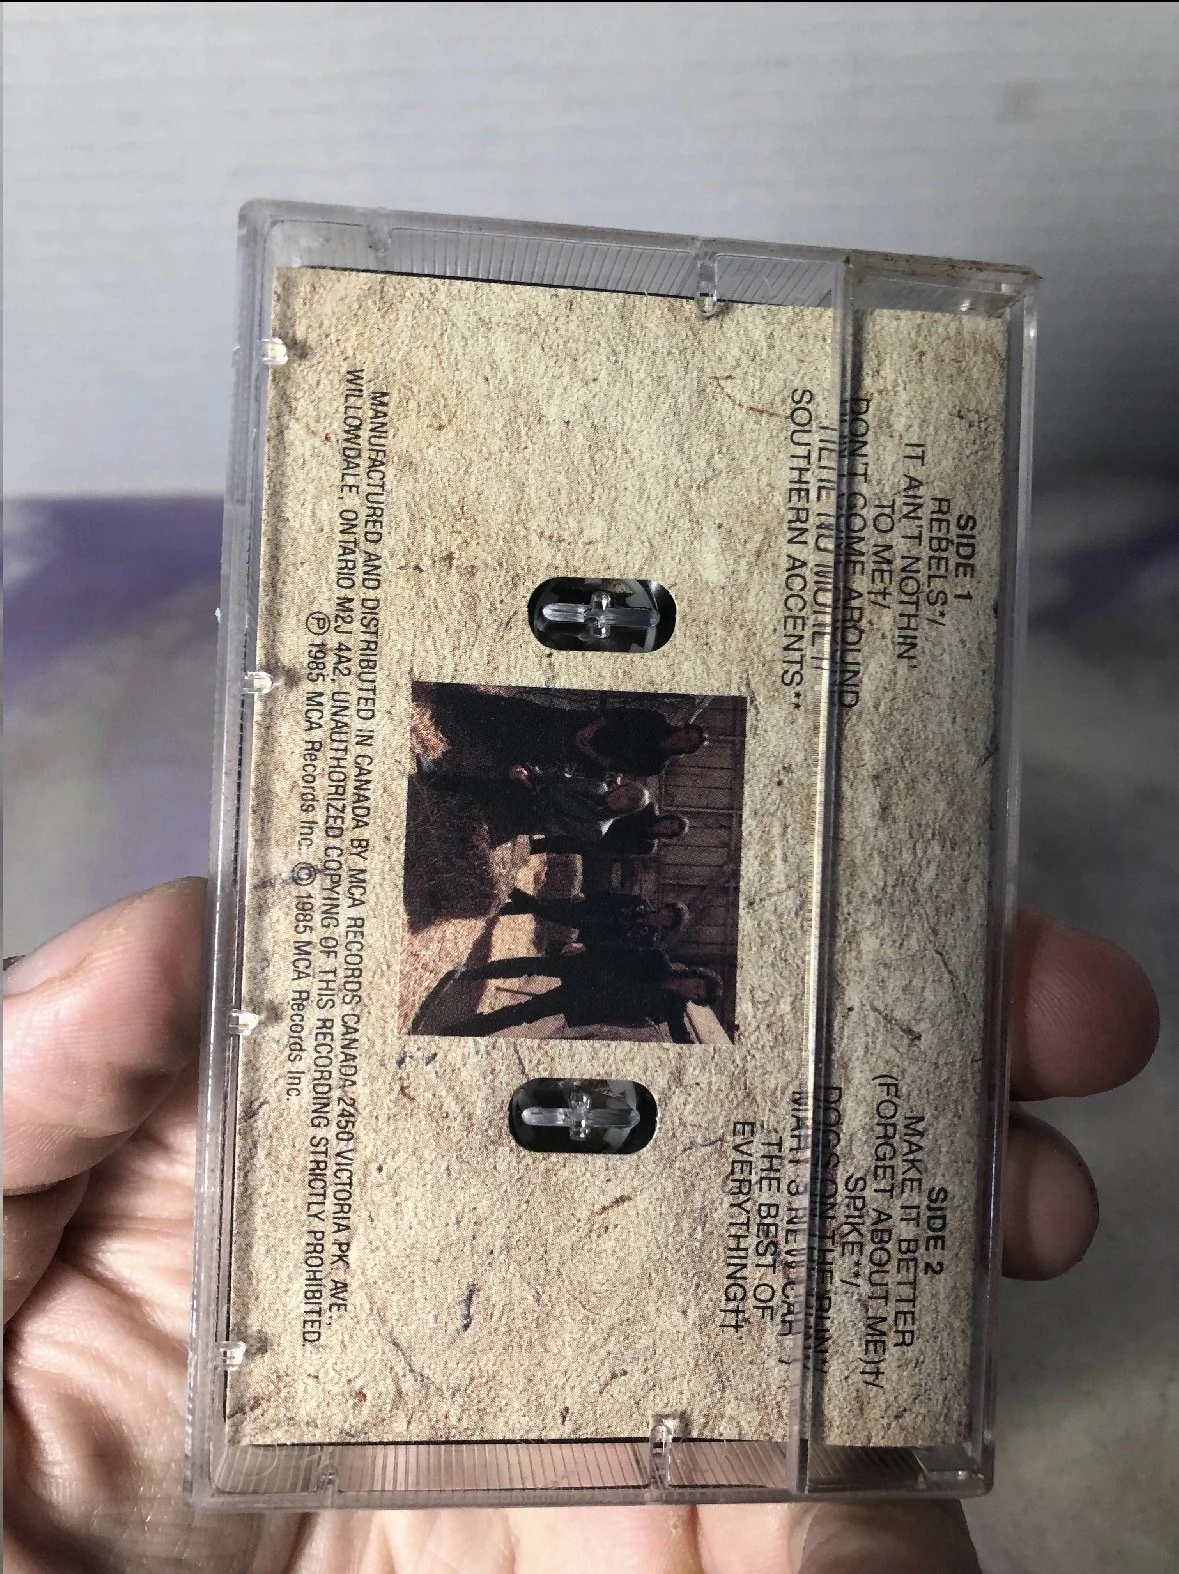 SIDE 1
REBELS*/
IT AIN'T NOTHIN'
TO ME†/
DON'T COME AROUND
HERE NO MORE
SOUTHERN ACCENTS**
SIDE 2
MAKE IT BETTER
(FORGET ABOUT ME)†/
SPIKE**/
DOGS ON THE RUN**/
MARY'S NEW CAR
THE BEST OF
EVERYTHING††
MANUFACTURED AND DISTRIBUTED IN CANADA BY MCA RECORDS CANADA-2450 VICTORIA PK. AVE.,
WILLOWDALE, ONTARIO M2J 4A2, UNAUTHORIZED COPYING OF THIS RECORDING STRICTLY PROHIBITED.
Ⓟ 1985 MCA Records Inc. © 1985 MCA Records Inc.